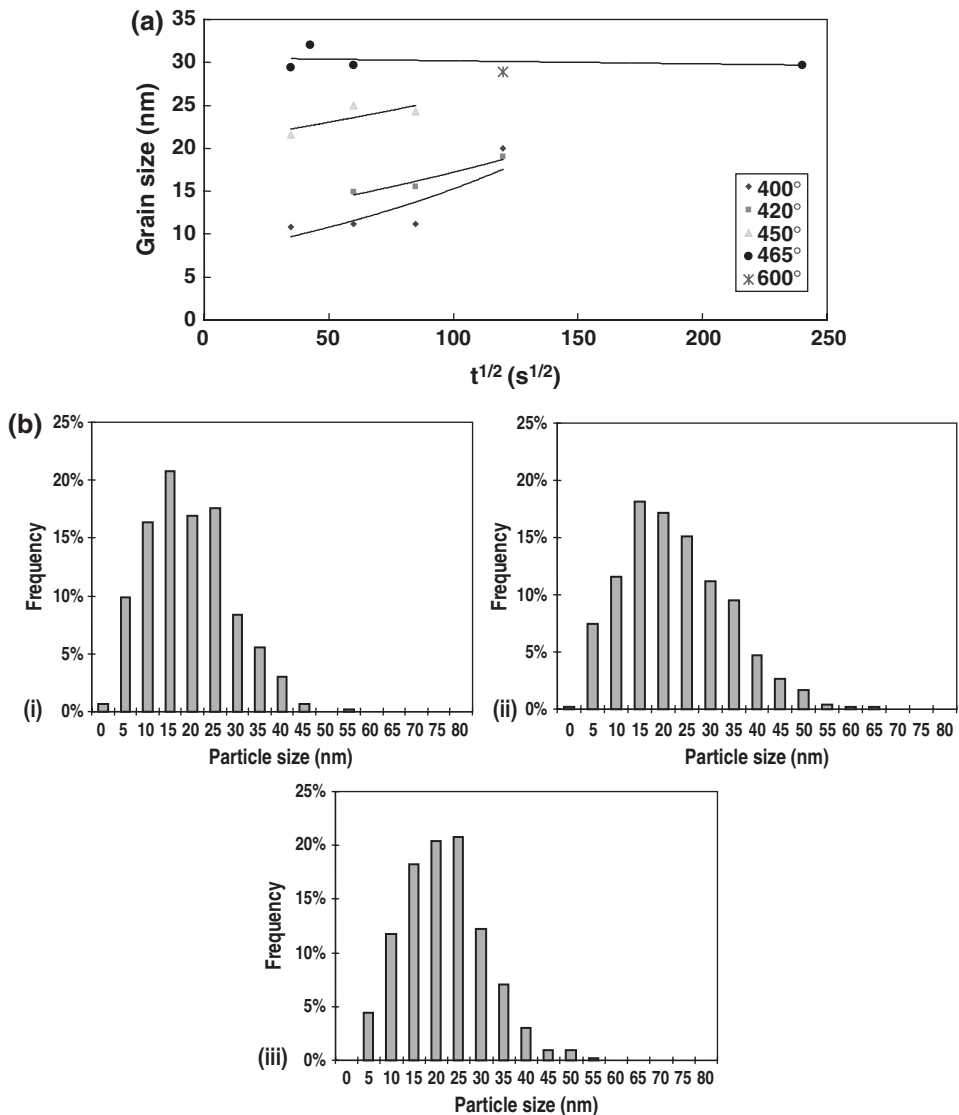 (a)
35
30
25
20
15
10
5
0
Grain size (nm)
0 50 100 150 200 250
t1/2 (s1/2)
400°
420°
450°
465°
600°
(b)
25%
20%
15%
10%
5%
0%
Frequency
(i)
0 5 10 15 20 25 30 35 40 45 50 55 60 65 70 75 80
Particle size (nm)
25%
20%
15%
10%
5%
0%
Frequency
(ii)
0 5 10 15 20 25 30 35 40 45 50 55 60 65 70 75 80
Particle size (nm)
25%
20%
15%
10%
5%
0%
Frequency
(iii)
0 5 10 15 20 25 30 35 40 45 50 55 60 65 70 75 80
Particle size (nm)